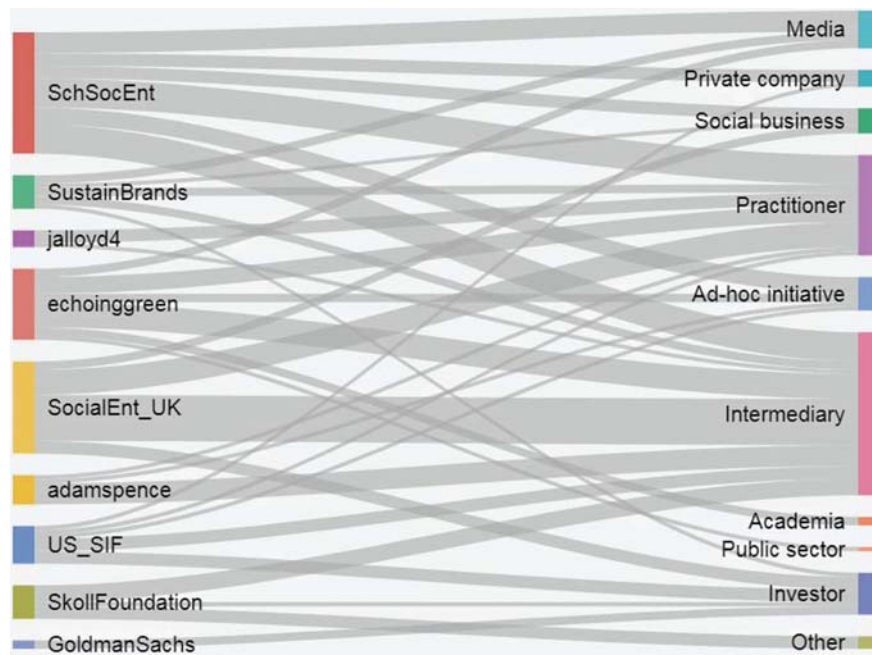 SchSocEnt
SustainBrands
jalloyd4
echoinggreen
SocialEnt_UK
adamspence
US_SIF
SkollFoundation
GoldmanSachs
Media
Private company
Social business
Practitioner
Ad-hoc initiative
Intermediary
Academia
Public sector
Investor
Other